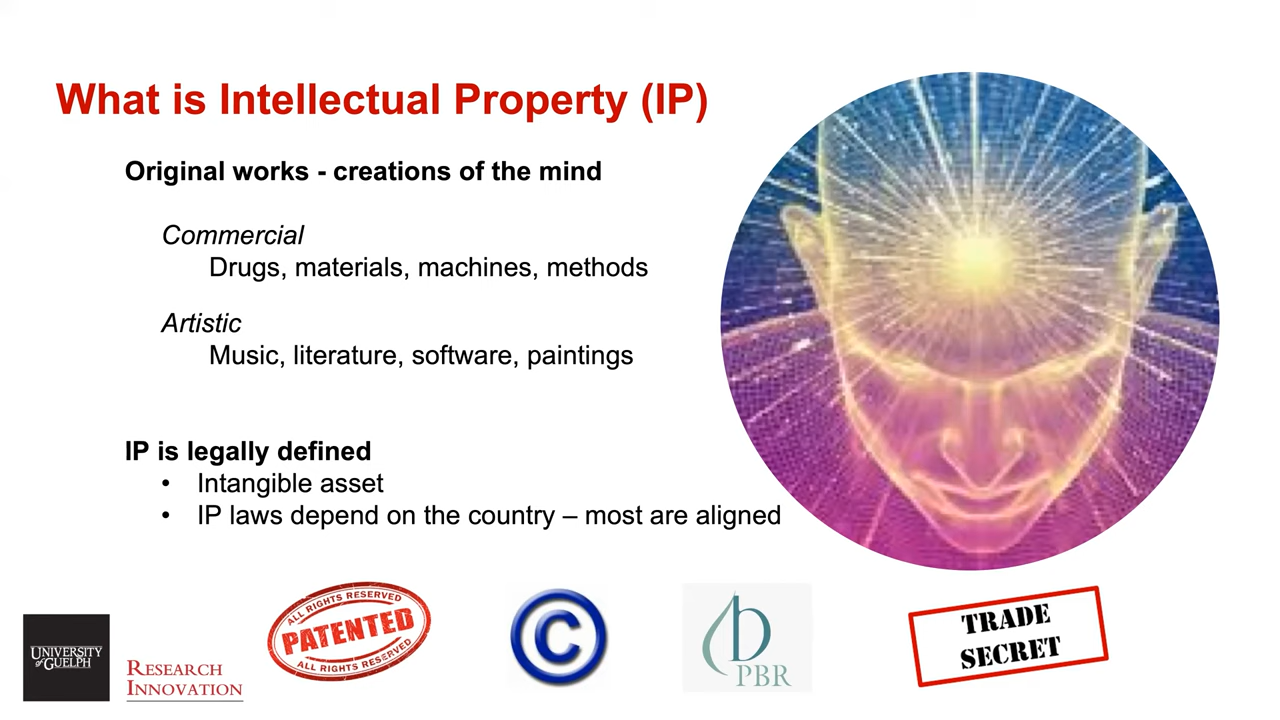 What is Intellectual Property (IP)
Original works - creations of the mind
Commercial
Drugs, materials, machines, methods
Artistic
Music, literature, software, paintings
IP is legally defined
• Intangible asset
• IP laws depend on the country – most are aligned
UNIVERSITY
of GUELPH
RESEARCH
INNOVATION
ALL RIGHTS RESERVED
PATENTED
ALL RIGHTS RESERVED
©
PBR
TRADE
SECRET